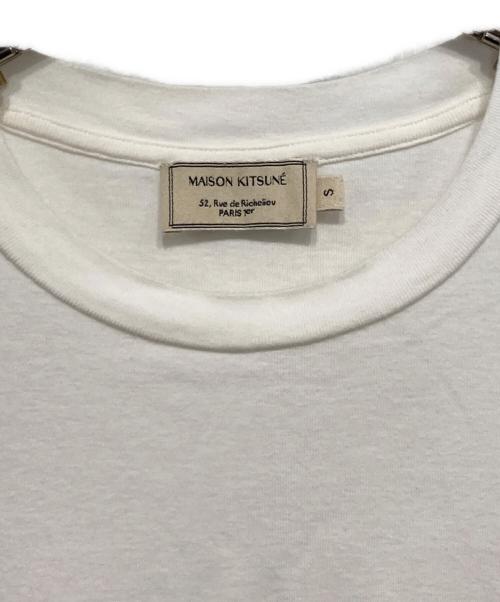 MAISON KITSUNÉ
52, Rue de Richelieu
PARIS 1er
S